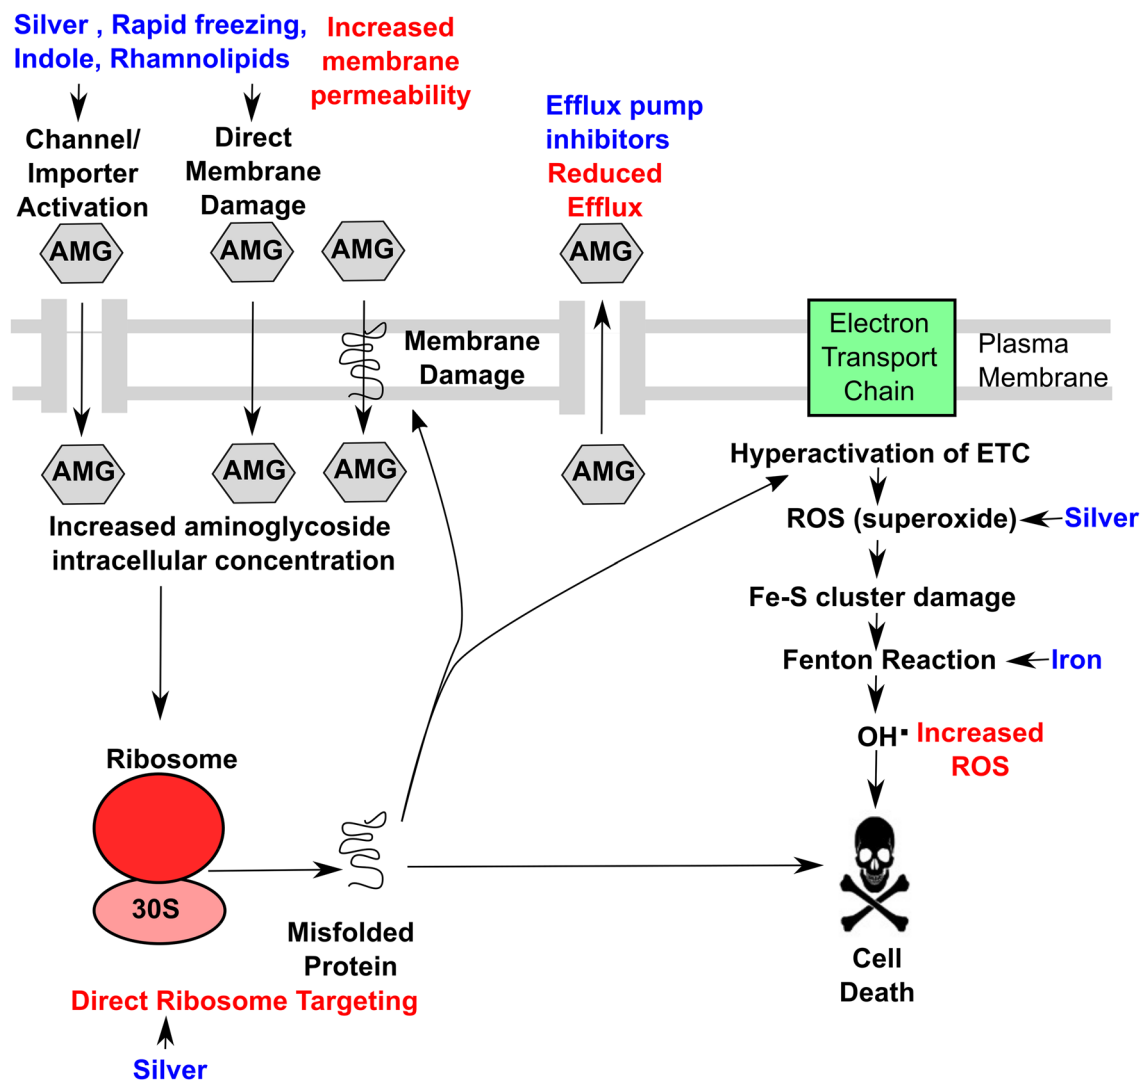 Silver , Rapid freezing,
Indole, Rhamnolipids
Increased
membrane
permeability
Channel/
Importer
Activation
Direct
Membrane
Damage
Efflux pump
inhibitors
Reduced
Efflux
AMG
AMG
AMG
AMG
Membrane
Damage
Electron
Transport
Chain
Plasma
Membrane
AMG
AMG
AMG
AMG
Increased aminoglycoside
intracellular concentration
Hyperactivation of ETC
ROS (superoxide)
Silver
Fe-S cluster damage
Fenton Reaction
Iron
OH·
Increased
ROS
Ribosome
30S
Misfolded
Protein
Cell
Death
Direct Ribosome Targeting
Silver